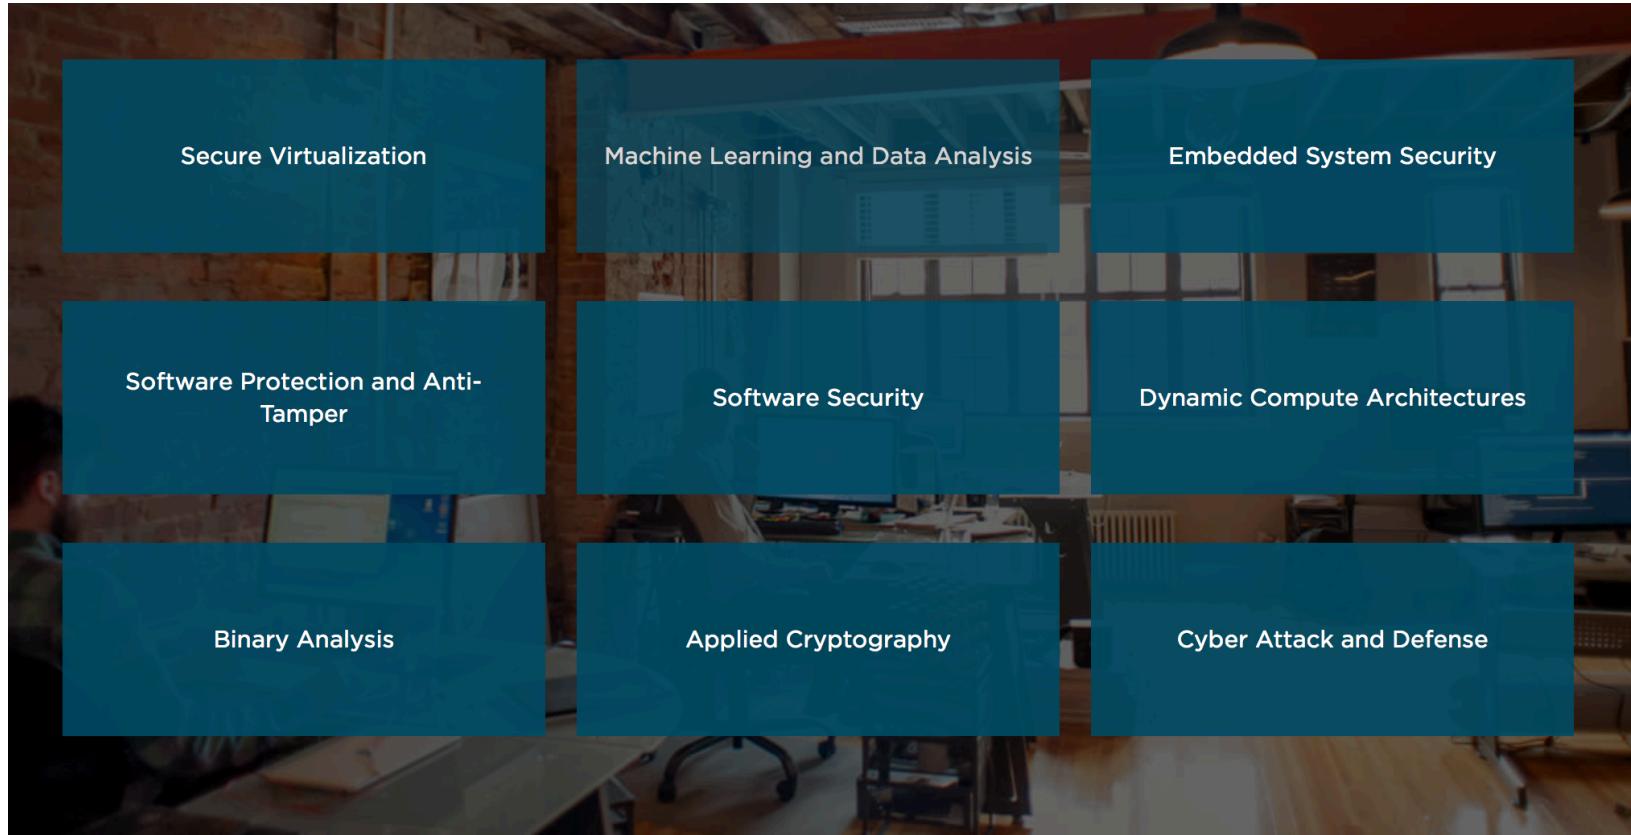 Secure Virtualization
Machine Learning and Data Analysis
Embedded System Security
Software Protection and Anti-
Tamper
Software Security
Dynamic Compute Architectures
Binary Analysis
Applied Cryptography
Cyber Attack and Defense